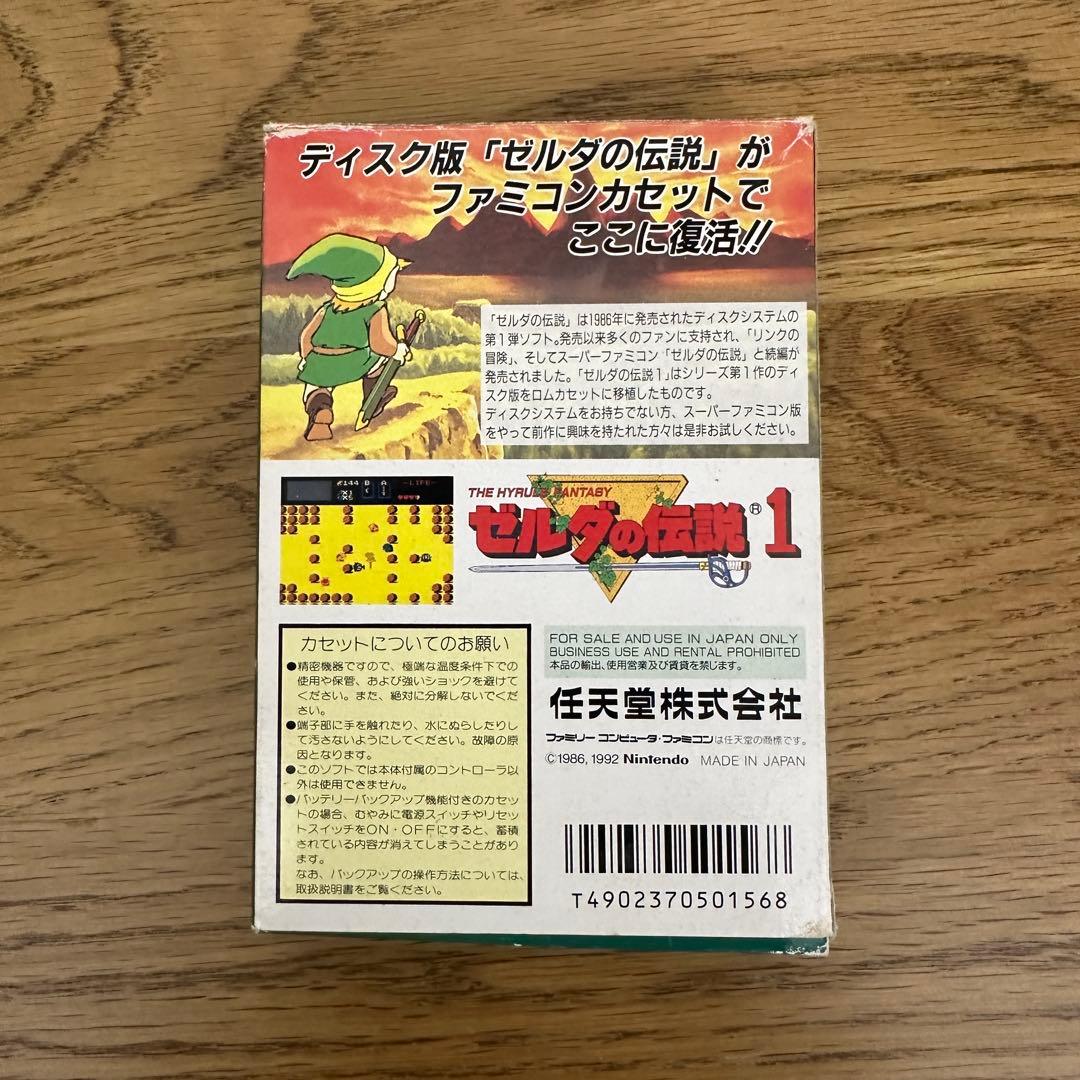 ディスク版「ゼルダの伝説」が
ファミコンカセットで
ここに復活!!
「ゼルダの伝説」は1986年に発売されたディスクシステムの
第1弾ソフト。発売以来多くのファンに支持され、「リンクの
冒険」、そしてスーパーファミコン「ゼルダの伝説」と続編が
発売されました。「ゼルダの伝説1」はシリーズ第1作のディ
スク版をロムカセットに移植したものです。
ディスクシステムをお持ちでない方、スーパーファミコン版
をやって前作に興味を持たれた方々は是非お試しください。
B A -LIFE-
THE HYRULE FANTASY
ゼルダの伝説®1
カセットについてのお願い
●精密機器ですので、極端な温度条件下での
使用や保管、および強いショックを避けて
ください。また、絶対に分解しないでくだ
さい。
●端子部に手を触れたり、水にぬらしたりし
て汚さないようにしてください。故障の原
因となります。
●このソフトでは本体付属のコントローラ以
外は使用できません。
●バッテリーバックアップ機能付きのカセッ
トの場合、むやみに電源スイッチやリセッ
トスイッチをON・OFFにすると、蓄積
されている内容が消えてしまうことがあり
ます。
なお、バックアップの操作方法については、
取扱説明書をご覧ください。
FOR SALE AND USE IN JAPAN ONLY
BUSINESS USE AND RENTAL PROHIBITED
本品の輸出、使用営業及び賃貸を禁じます。
任天堂株式会社
ファミリーコンピュータ・ファミコンは任天堂の商標です。
©1986, 1992 Nintendo MADE IN JAPAN
T4902370501568